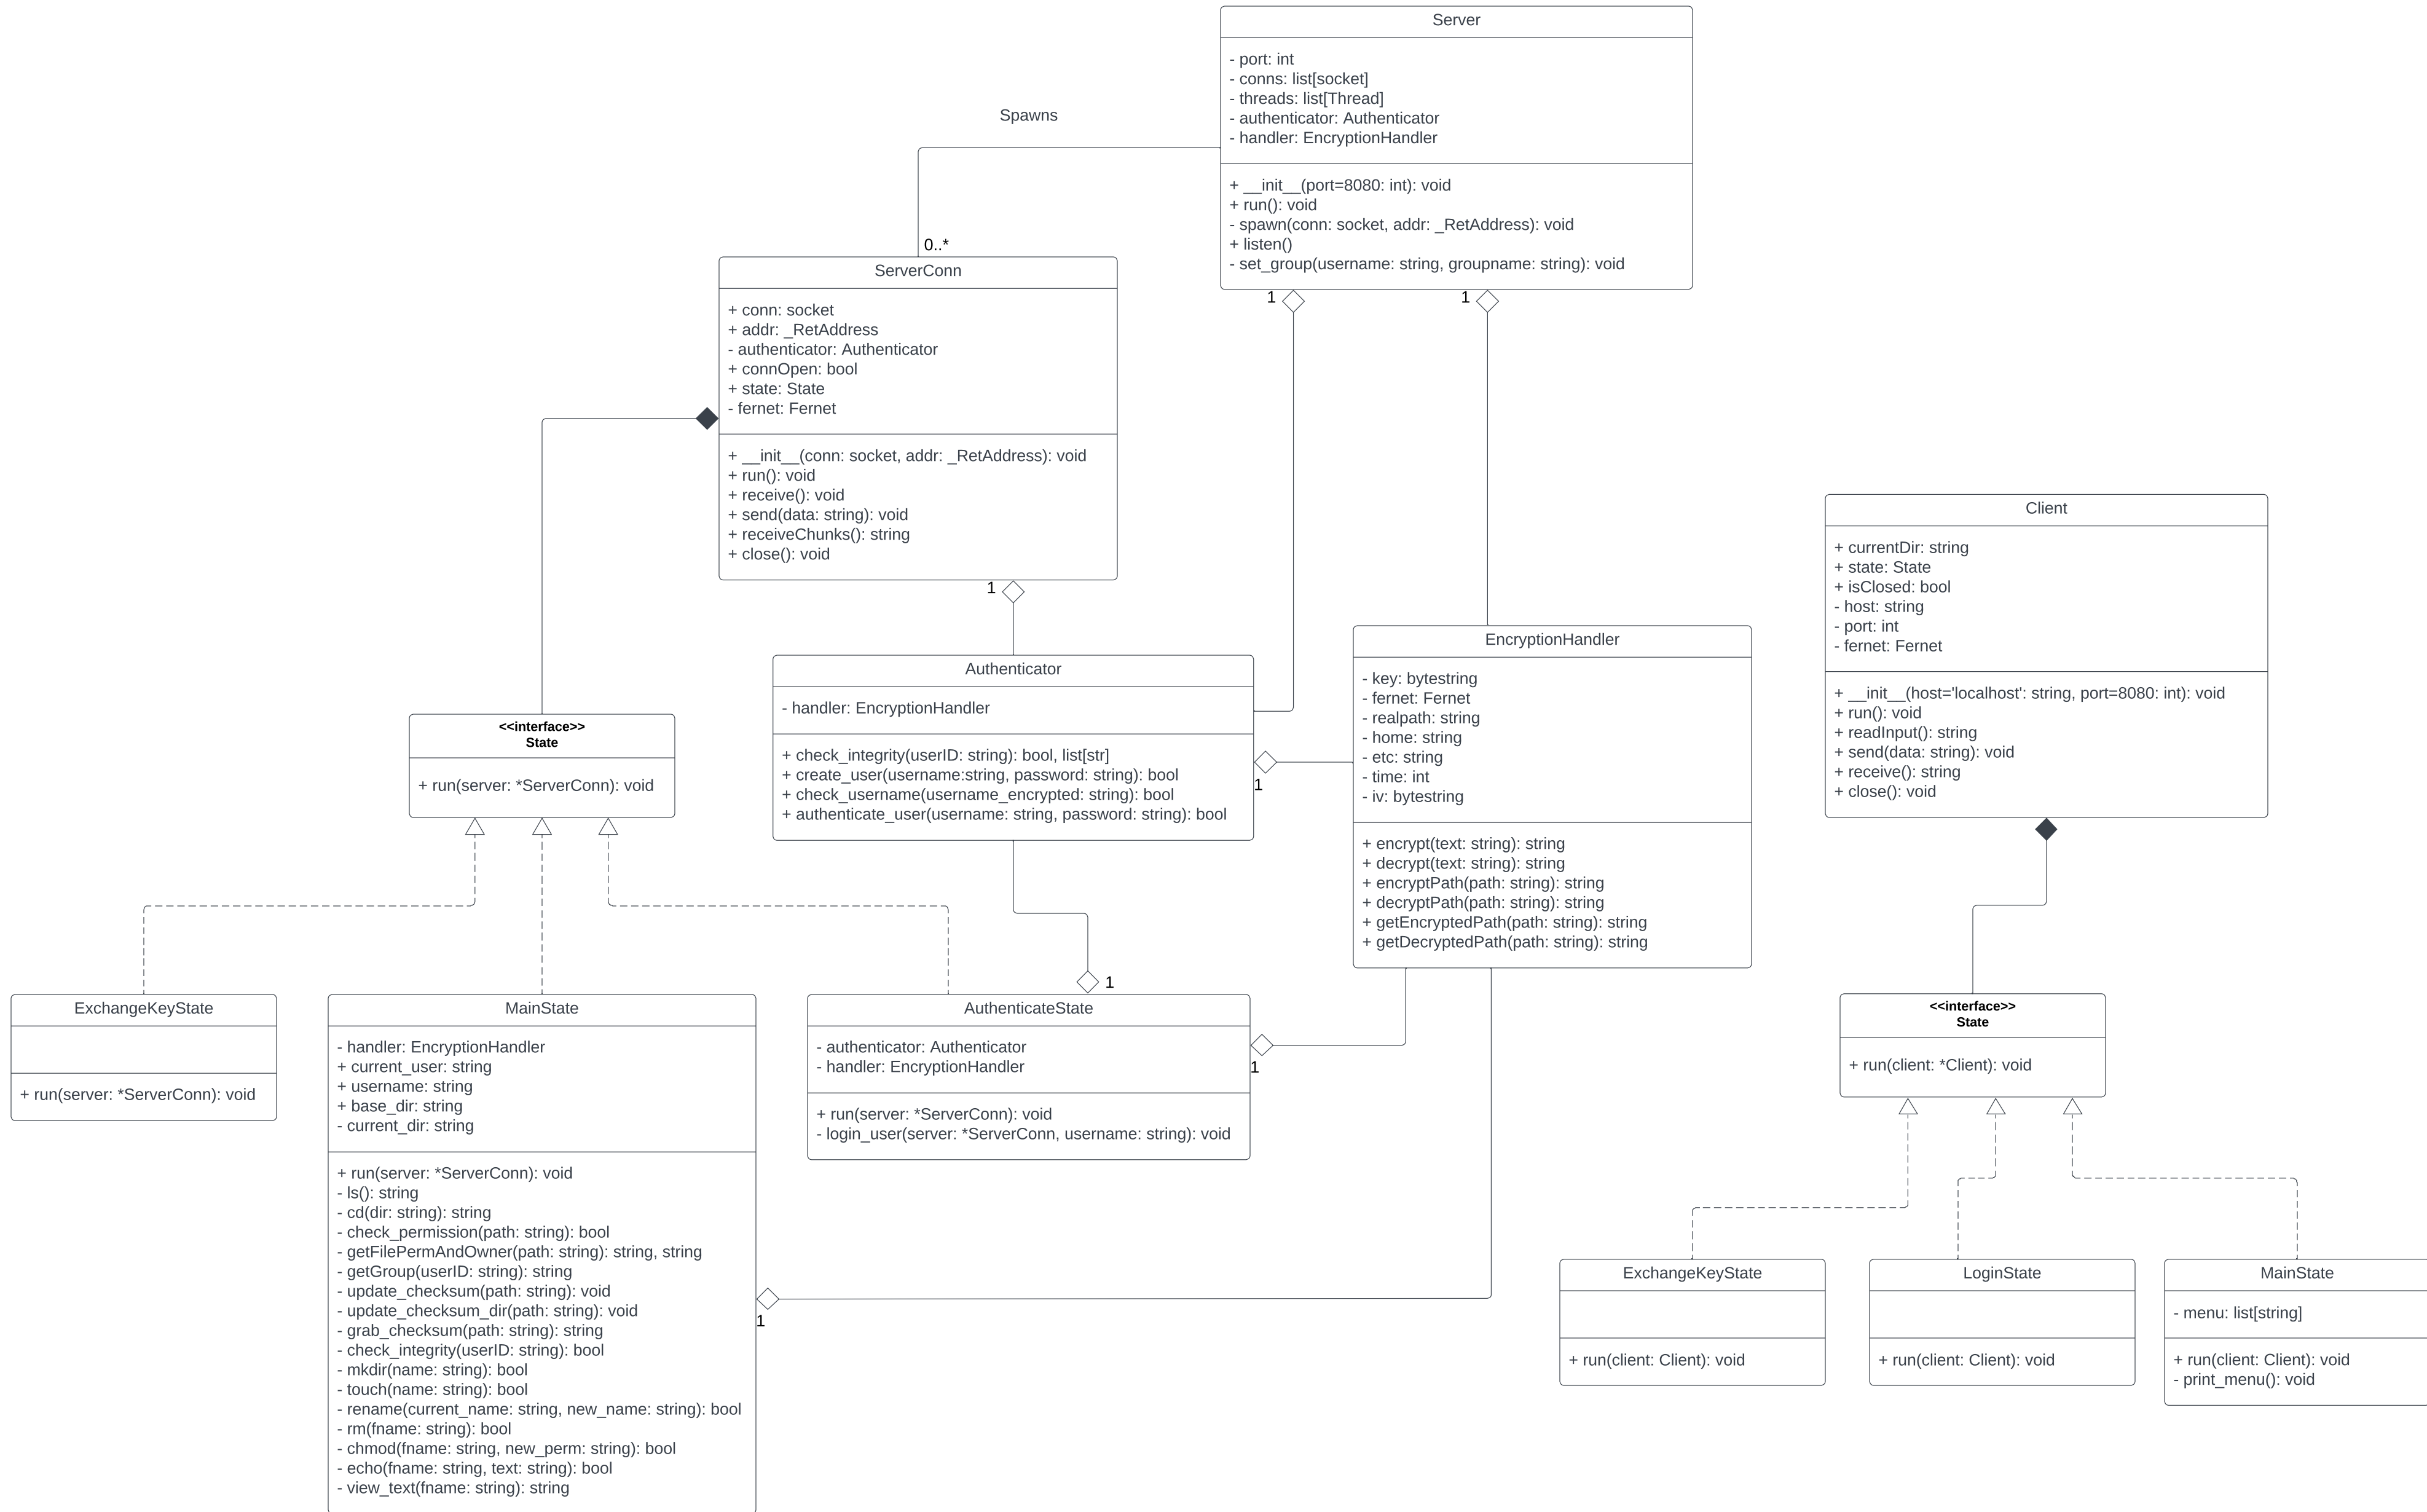 Server
- port: int
- conns: list[socket]
- threads: list[Thread]
- authenticator: Authenticator
- handler: EncryptionHandler
+ __init__(port=8080: int): void
+ run(): void
- spawn(conn: socket, addr: _RetAddress): void
+ listen()
- set_group(username: string, groupname: string): void
1
1
Spawns
0..*
ServerConn
+ conn: socket
+ addr: _RetAddress
- authenticator: Authenticator
+ connOpen: bool
+ state: State
- fernet: Fernet
+ __init__(conn: socket, addr: _RetAddress): void
+ run(): void
+ receive(): void
+ send(data: string): void
+ receiveChunks(): string
+ close(): void
1
Authenticator
- handler: EncryptionHandler
+ check_integrity(userID: string): bool, list[str]
+ create_user(username:string, password: string): bool
+ check_username(username_encrypted: string): bool
+ authenticate_user(username: string, password: string): bool
1
EncryptionHandler
- key: bytestring
- fernet: Fernet
- realpath: string
- home: string
- etc: string
- time: int
- iv: bytestring
+ encrypt(text: string): string
+ decrypt(text: string): string
+ encryptPath(path: string): string
+ decryptPath(path: string): string
+ getEncryptedPath(path: string): string
+ getDecryptedPath(path: string): string
Client
+ currentDir: string
+ state: State
+ isClosed: bool
- host: string
- port: int
- fernet: Fernet
+ __init__(host='localhost': string, port=8080: int): void
+ run(): void
+ readInput(): string
+ send(data: string): void
+ receive(): string
+ close(): void
<<interface>>
State
+ run(server: *ServerConn): void
ExchangeKeyState
+ run(server: *ServerConn): void
MainState
- handler: EncryptionHandler
+ current_user: string
+ username: string
+ base_dir: string
- current_dir: string
+ run(server: *ServerConn): void
- ls(): string
- cd(dir: string): string
- check_permission(path: string): bool
- getFilePermAndOwner(path: string): string, string
- getGroup(userID: string): string
- update_checksum(path: string): void
- update_checksum_dir(path: string): void
- grab_checksum(path: string): string
- check_integrity(userID: string): bool
- mkdir(name: string): bool
- touch(name: string): bool
- rename(current_name: string, new_name: string): bool
- rm(fname: string): bool
- chmod(fname: string, new_perm: string): bool
- echo(fname: string, text: string): bool
- view_text(fname: string): string
1
1
AuthenticateState
- authenticator: Authenticator
- handler: EncryptionHandler
+ run(server: *ServerConn): void
- login_user(server: *ServerConn, username: string): void
1
<<interface>>
State
+ run(client: *Client): void
ExchangeKeyState
+ run(client: Client): void
LoginState
+ run(client: Client): void
MainState
- menu: list[string]
+ run(client: Client): void
- print_menu(): void